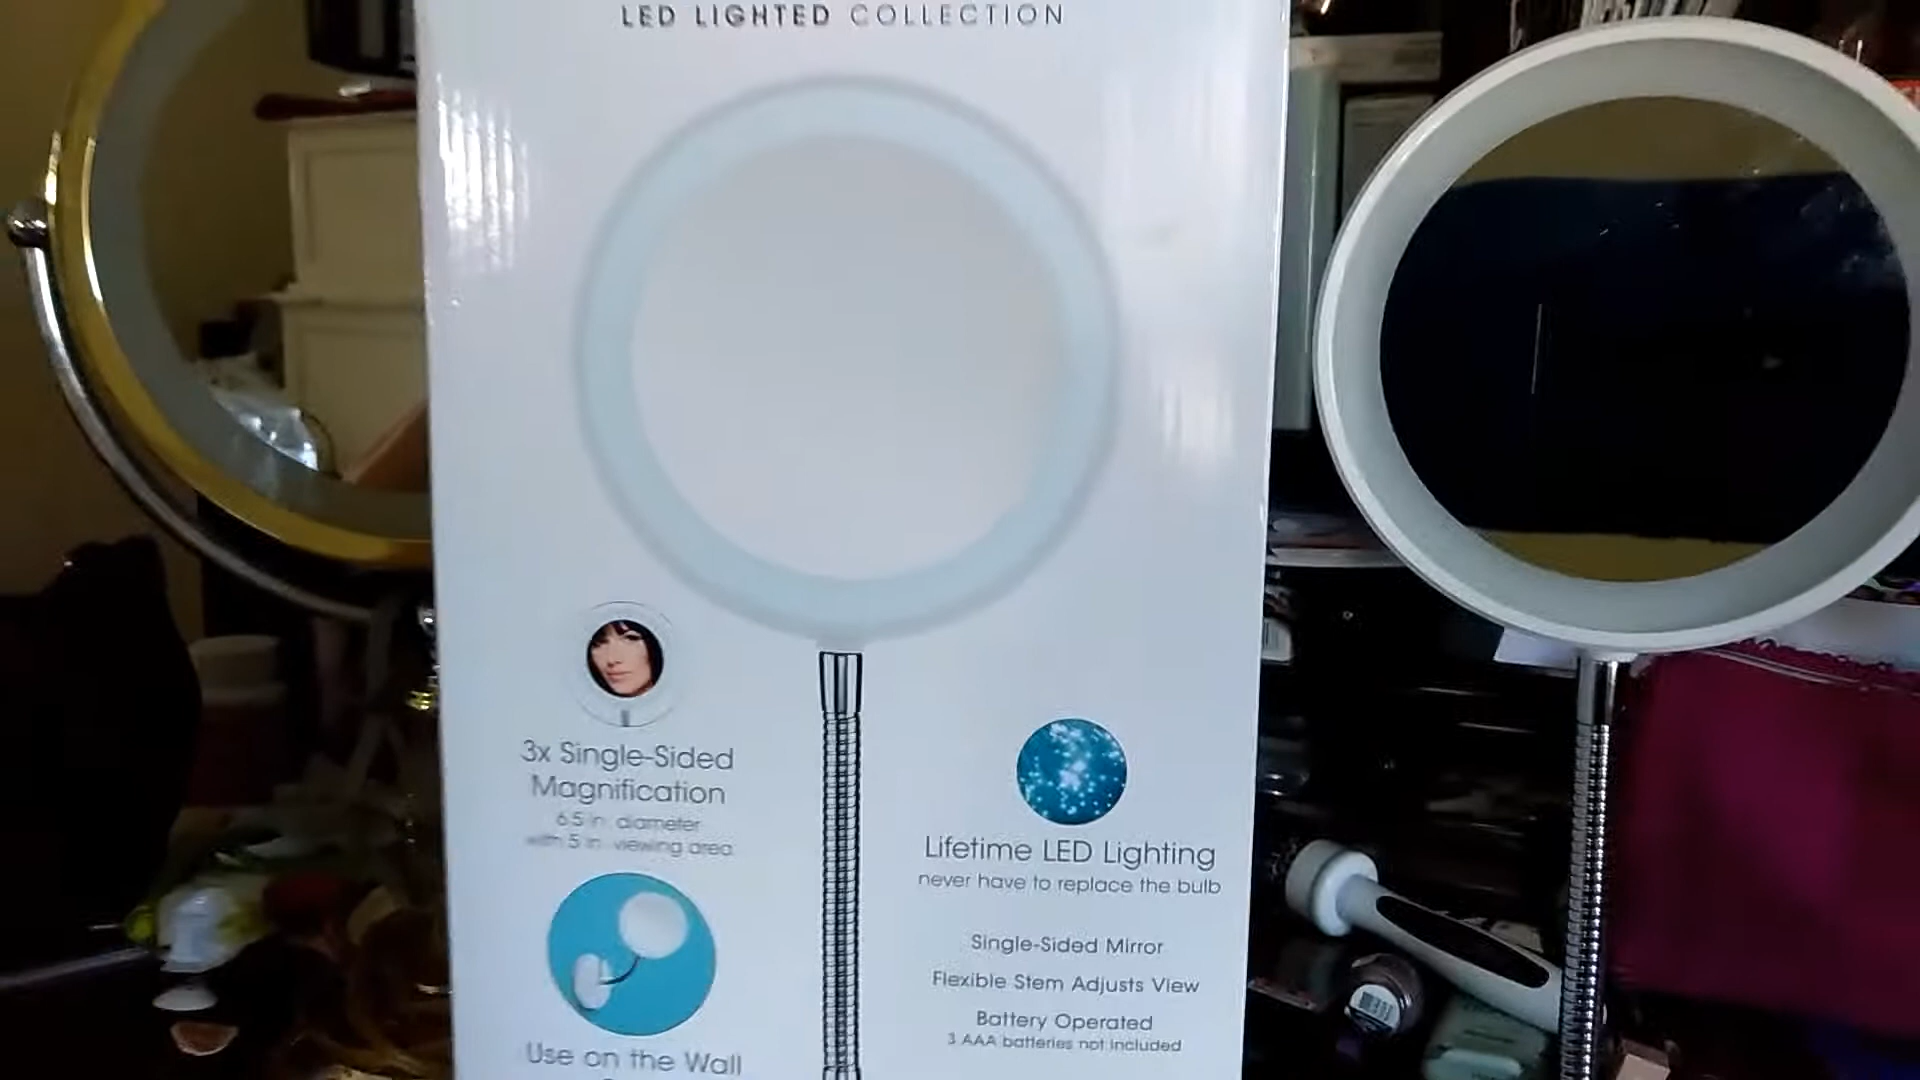 LED LIGHTED COLLECTION
3x Single-Sided
Magnification
6.5 in. diameter
with 5 in. viewing area
Use on the Wall
Lifetime LED Lighting
never have to replace the bulb
Single-Sided Mirror
Flexible Stem Adjusts View
Battery Operated
3 AAA batteries not included